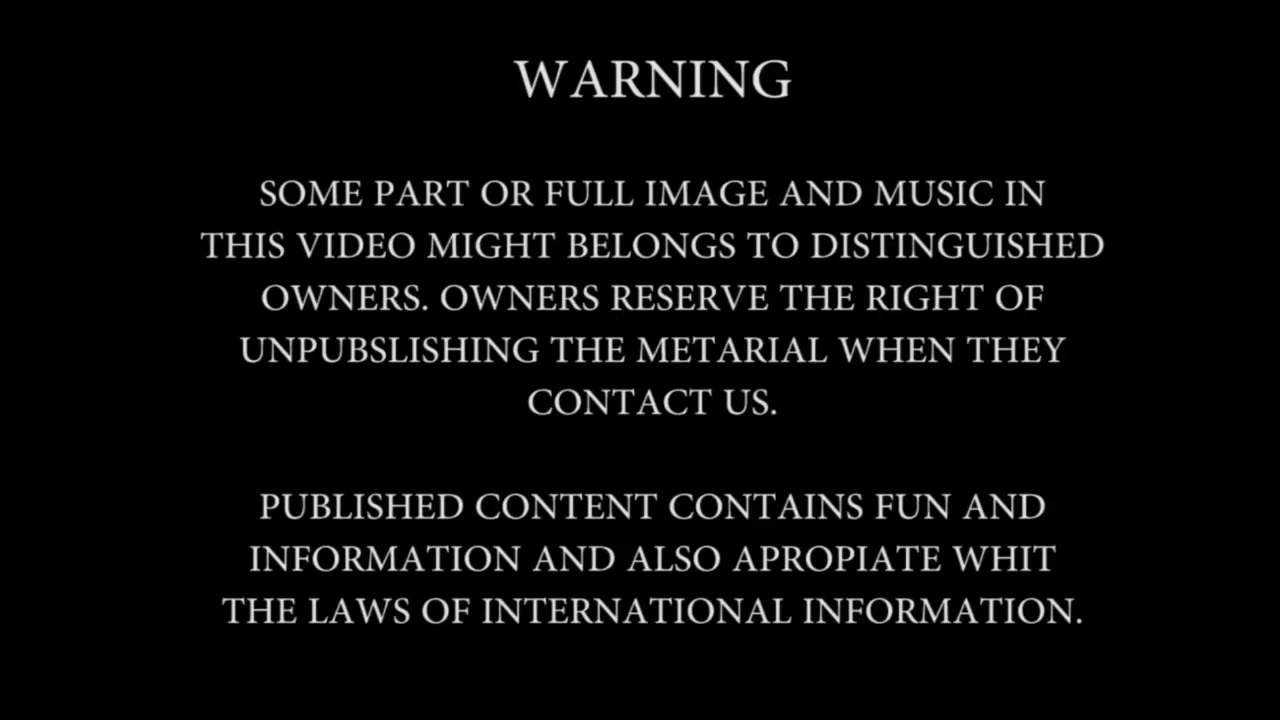 WARNING
SOME PART OR FULL IMAGE AND MUSIC IN
THIS VIDEO MIGHT BELONGS TO DISTINGUISHED
OWNERS. OWNERS RESERVE THE RIGHT OF
UNPUBSLISHING THE METARIAL WHEN THEY
CONTACT US.
PUBLISHED CONTENT CONTAINS FUN AND
INFORMATION AND ALSO APROPIATE WHIT
THE LAWS OF INTERNATIONAL INFORMATION.